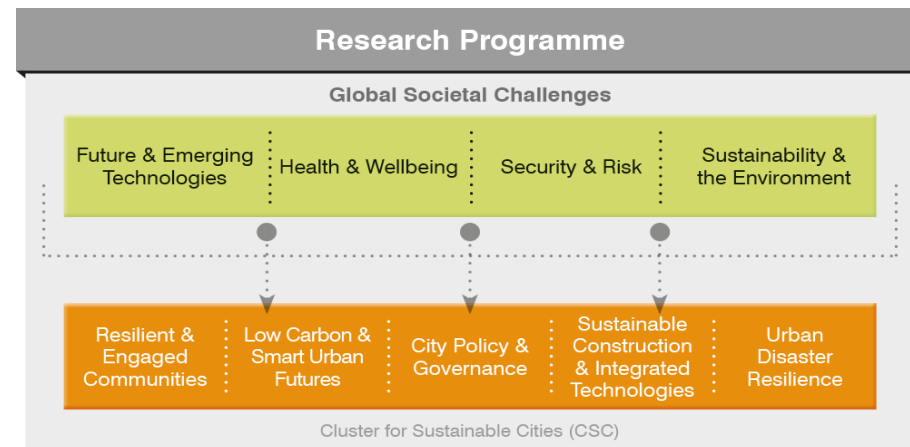 Research Programme
Global Societal Challenges
Future & Emerging
Technologies
Health & Wellbeing
Security & Risk
Sustainability &
the Environment
Resilient &
Engaged
Communities
Low Carbon &
Smart Urban
Futures
City Policy &
Governance
Sustainable
Construction
& Integrated
Technologies
Urban
Disaster
Resilience
Cluster for Sustainable Cities (CSC)